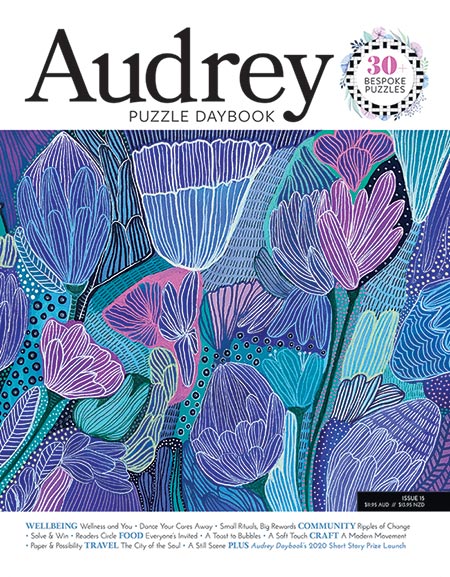 Audrey
PUZZLE DAYBOOK
30
BESPOKE
PUZZLES
ISSUE 15
$11.95 AUD // $15.95 NZD
WELLBEING Wellness and You • Dance Your Cares Away • Small Rituals, Big Rewards COMMUNITY Ripples of Change
• Solve & Win • Readers Circle FOOD Everyone's Invited • A Toast to Bubbles • A Soft Touch CRAFT A Modern Movement
• Paper & Possibility TRAVEL The City of the Soul • A Still Scene PLUS Audrey Daybook's 2020 Short Story Prize Launch